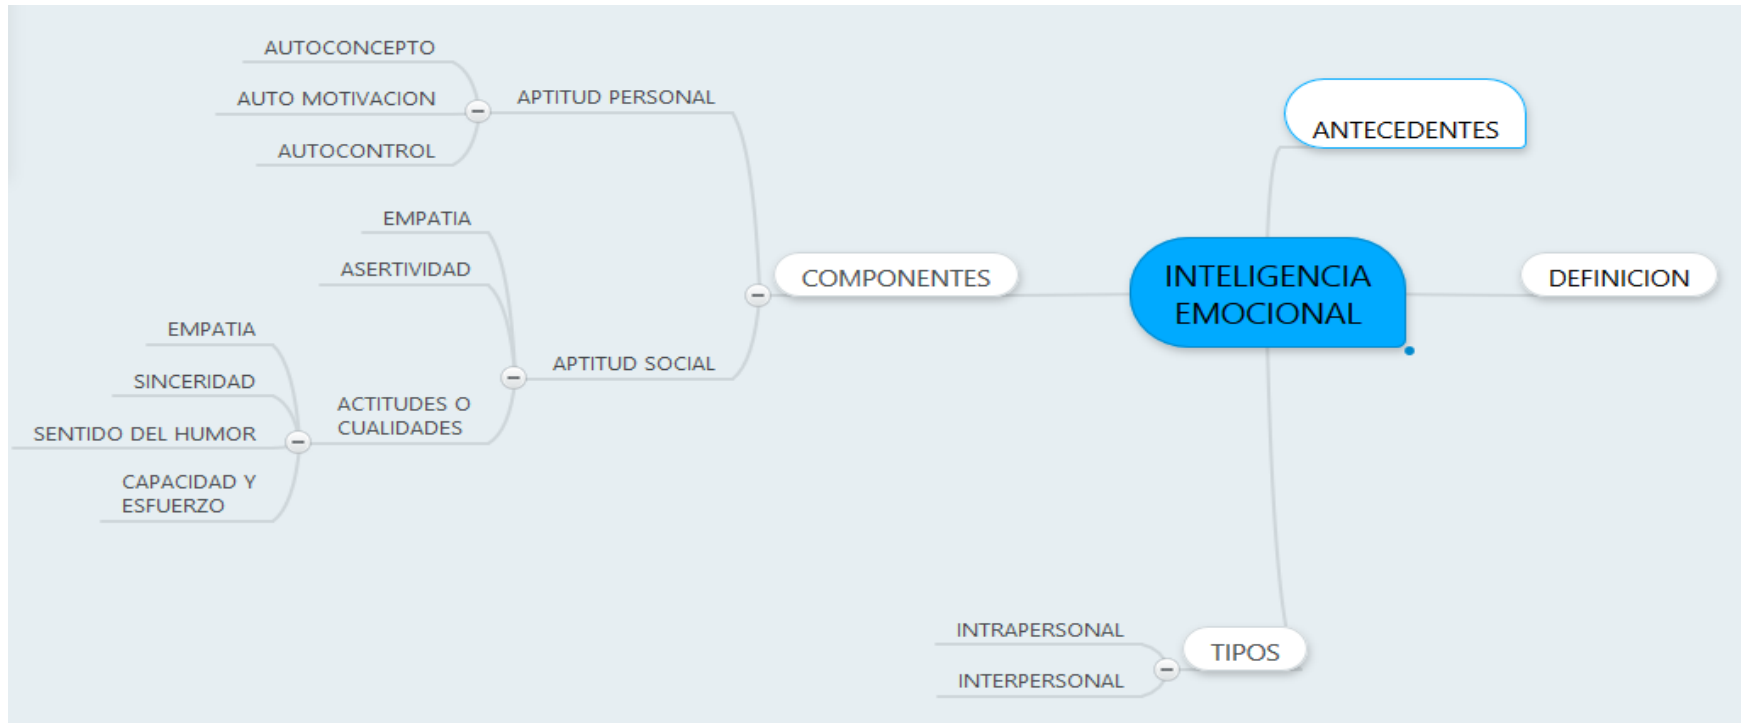 AUTOCONCEPTO
AUTO MOTIVACION
AUTOCONTROL
APTITUD PERSONAL
EMPATIA
ASERTIVIDAD
EMPATIA
SINCERIDAD
SENTIDO DEL HUMOR
CAPACIDAD Y
ESFUERZO
ACTITUDES O
CUALIDADES
APTITUD SOCIAL
COMPONENTES
INTELIGENCIA
EMOCIONAL
ANTECEDENTES
DEFINICION
INTRAPERSONAL
INTERPERSONAL
TIPOS